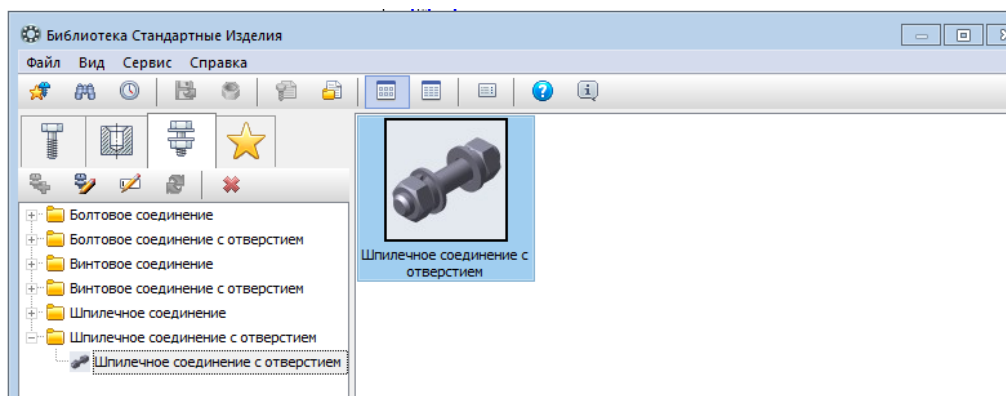 Библиотека Стандартные Изделия
Файл Вид Сервис Справка
Болтовое соединение
Болтовое соединение с отверстием
Винтовое соединение
Винтовое соединение с отверстием
Шпилечное соединение
Шпилечное соединение с отверстием
Шпилечное соединение с отверстием
Шпилечное соединение с
отверстием